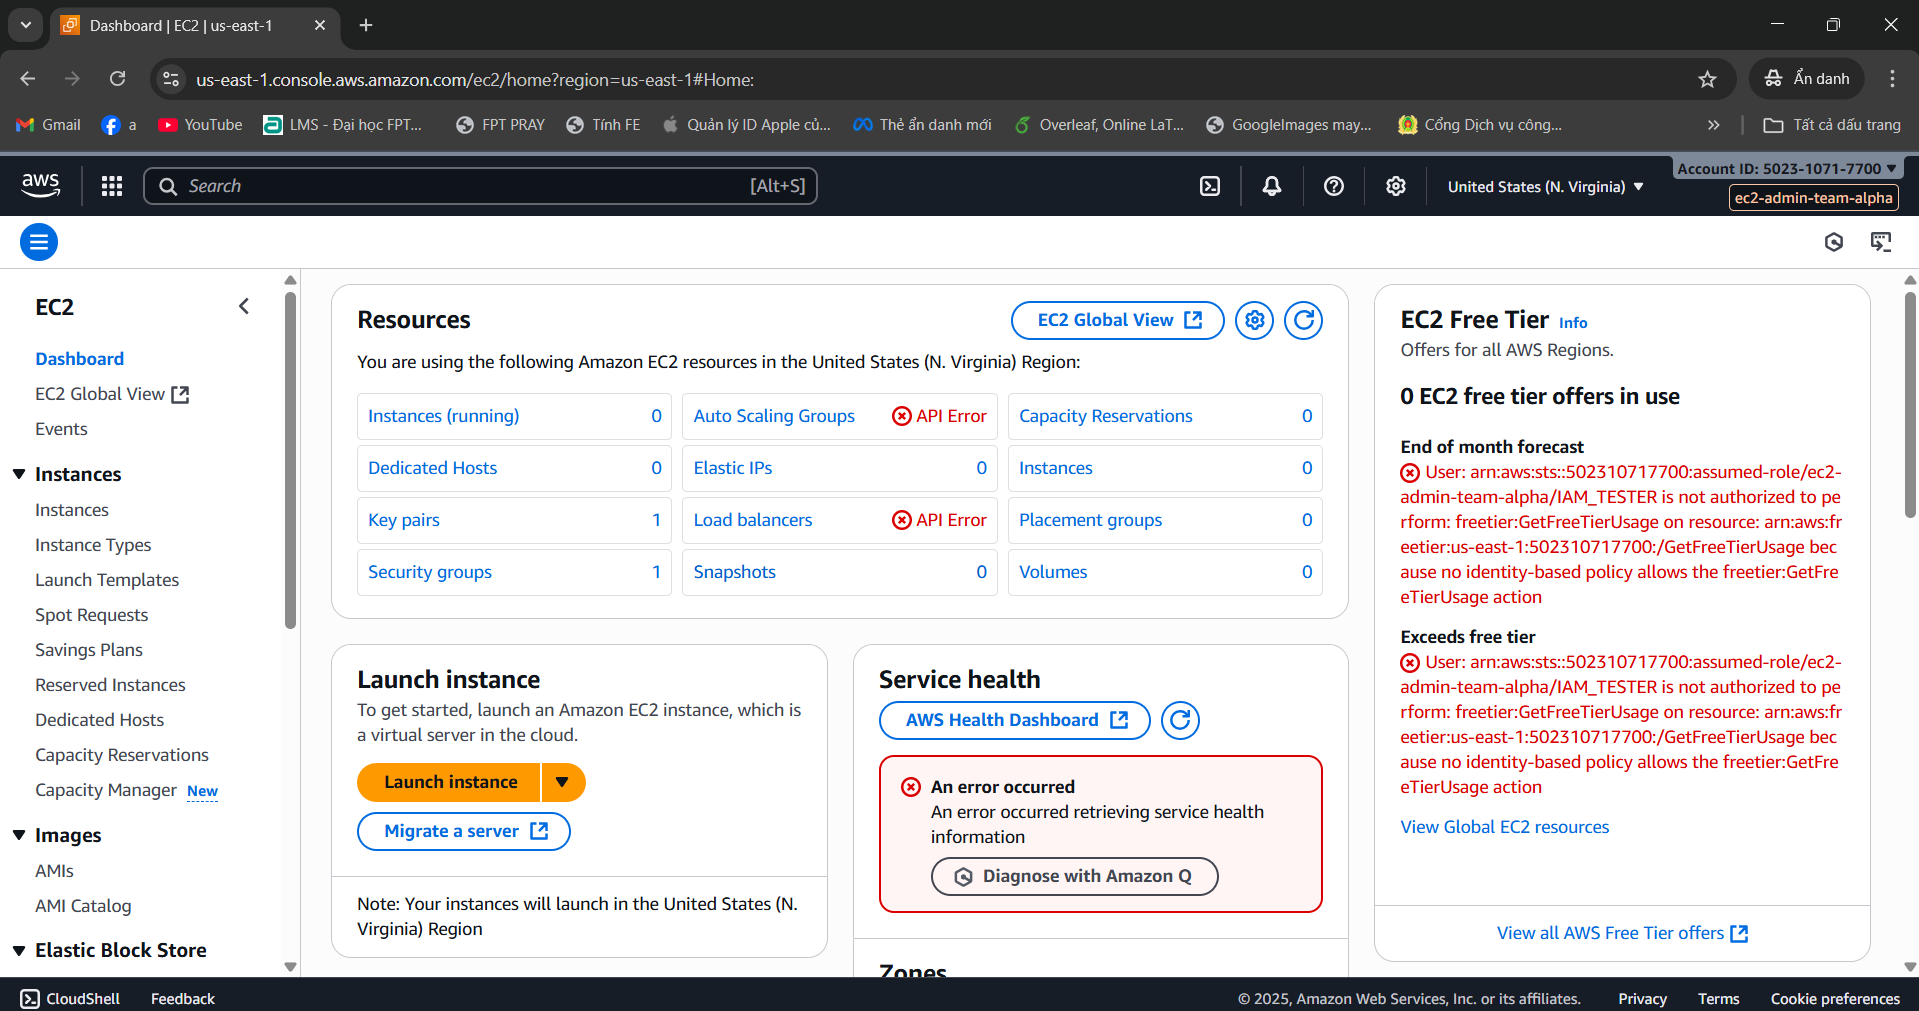 Dashboard | EC2 | us-east-1
us-east-1.console.aws.amazon.com/ec2/home?region=us-east-1#Home:
Ẩn danh
Gmail
a
YouTube
LMS - Đại học FPT...
FPT PRAY
Tính FE
Quản lý ID Apple củ...
Thẻ ẩn danh mới
Overleaf, Online LaT...
GoogleImages may...
Cổng Dịch vụ công...
Tất cả dấu trang
aws
Search
[Alt+S]
United States (N. Virginia)
Account ID: 5023-1071-7700
ec2-admin-team-alpha
EC2
Dashboard
EC2 Global View
Events
Instances
Instances
Instance Types
Launch Templates
Spot Requests
Savings Plans
Reserved Instances
Dedicated Hosts
Capacity Reservations
Capacity Manager New
Images
AMIs
AMI Catalog
Elastic Block Store
Resources
EC2 Global View
You are using the following Amazon EC2 resources in the United States (N. Virginia) Region:
Instances (running) 0
Auto Scaling Groups API Error
Capacity Reservations 0
Dedicated Hosts 0
Elastic IPs 0
Instances 0
Key pairs 1
Load balancers API Error
Placement groups 0
Security groups 1
Snapshots 0
Volumes 0
Launch instance
To get started, launch an Amazon EC2 instance, which is
a virtual server in the cloud.
Launch instance
Migrate a server
Note: Your instances will launch in the United States (N.
Virginia) Region
Service health
AWS Health Dashboard
An error occurred
An error occurred retrieving service health
information
Diagnose with Amazon Q
Zones
EC2 Free Tier Info
Offers for all AWS Regions.
0 EC2 free tier offers in use
End of month forecast
User: arn:aws:sts::502310717700:assumed-role/ec2-
admin-team-alpha/IAM_TESTER is not authorized to pe
rform: freetier:GetFreeTierUsage on resource: arn:aws:fr
eetier:us-east-1:502310717700:/GetFreeTierUsage bec
ause no identity-based policy allows the freetier:GetFre
eTierUsage action
Exceeds free tier
User: arn:aws:sts::502310717700:assumed-role/ec2-
admin-team-alpha/IAM_TESTER is not authorized to pe
rform: freetier:GetFreeTierUsage on resource: arn:aws:fr
eetier:us-east-1:502310717700:/GetFreeTierUsage bec
ause no identity-based policy allows the freetier:GetFre
eTierUsage action
View Global EC2 resources
View all AWS Free Tier offers
CloudShell
Feedback
© 2025, Amazon Web Services, Inc. or its affiliates.
Privacy
Terms
Cookie preferences